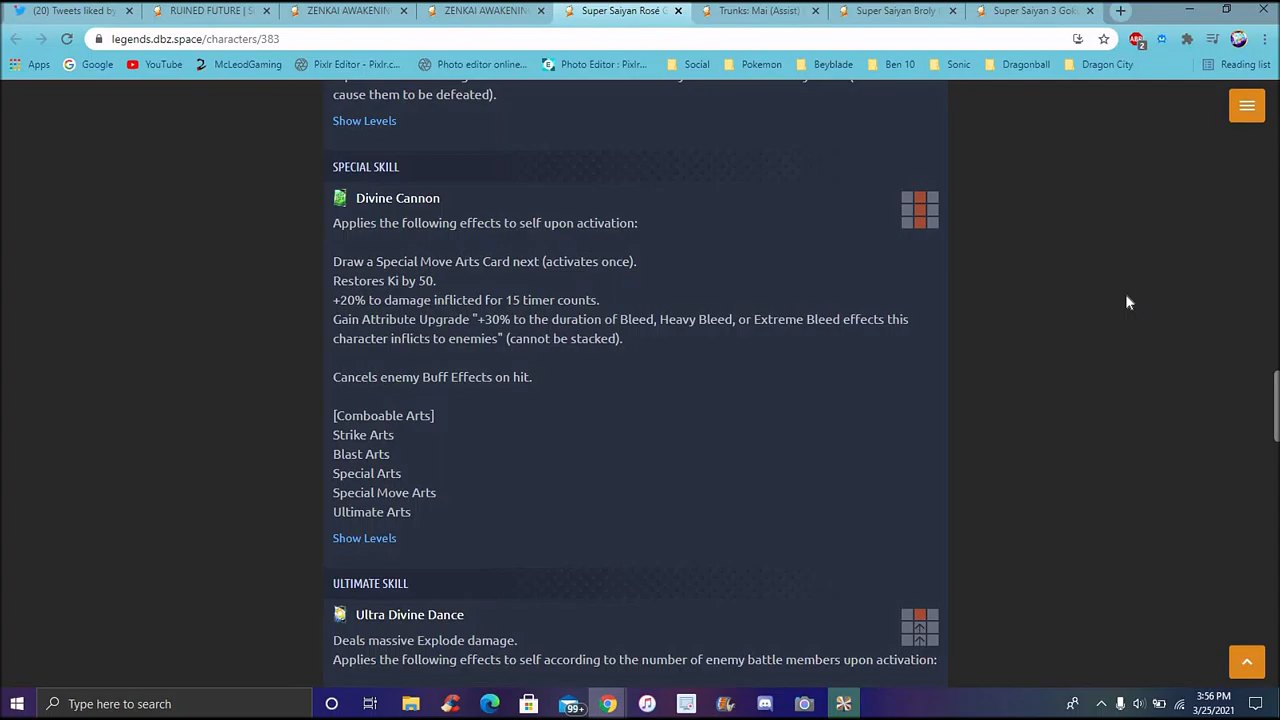 (20) Tweets liked by
RUINED FUTURE | S
ZENKAI AWAKENIN
ZENKAI AWAKENIN
Super Saiyan Rosé G
Trunks: Mai (Assist)
Super Saiyan Broly
Super Saiyan 3 Gok
legends.dbz.space/characters/383
2
Apps
Google
YouTube
McLeodGaming
Pixlr Editor - Pixlr.c...
Photo editor online...
Photo Editor : Pixlr...
Social
Pokemon
Beyblade
Ben 10
Sonic
Dragonball
Dragon City
Reading list
cause them to be defeated).
Show Levels
SPECIAL SKILL
Divine Cannon
Applies the following effects to self upon activation:
Draw a Special Move Arts Card next (activates once).
Restores Ki by 50.
+20% to damage inflicted for 15 timer counts.
Gain Attribute Upgrade "+30% to the duration of Bleed, Heavy Bleed, or Extreme Bleed effects this
character inflicts to enemies" (cannot be stacked).
Cancels enemy Buff Effects on hit.
[Comboable Arts]
Strike Arts
Blast Arts
Special Arts
Special Move Arts
Ultimate Arts
Show Levels
ULTIMATE SKILL
Ultra Divine Dance
Deals massive Explode damage.
Applies the following effects to self according to the number of enemy battle members upon activation:
Type here to search
99+
3:56 PM
3/25/2021